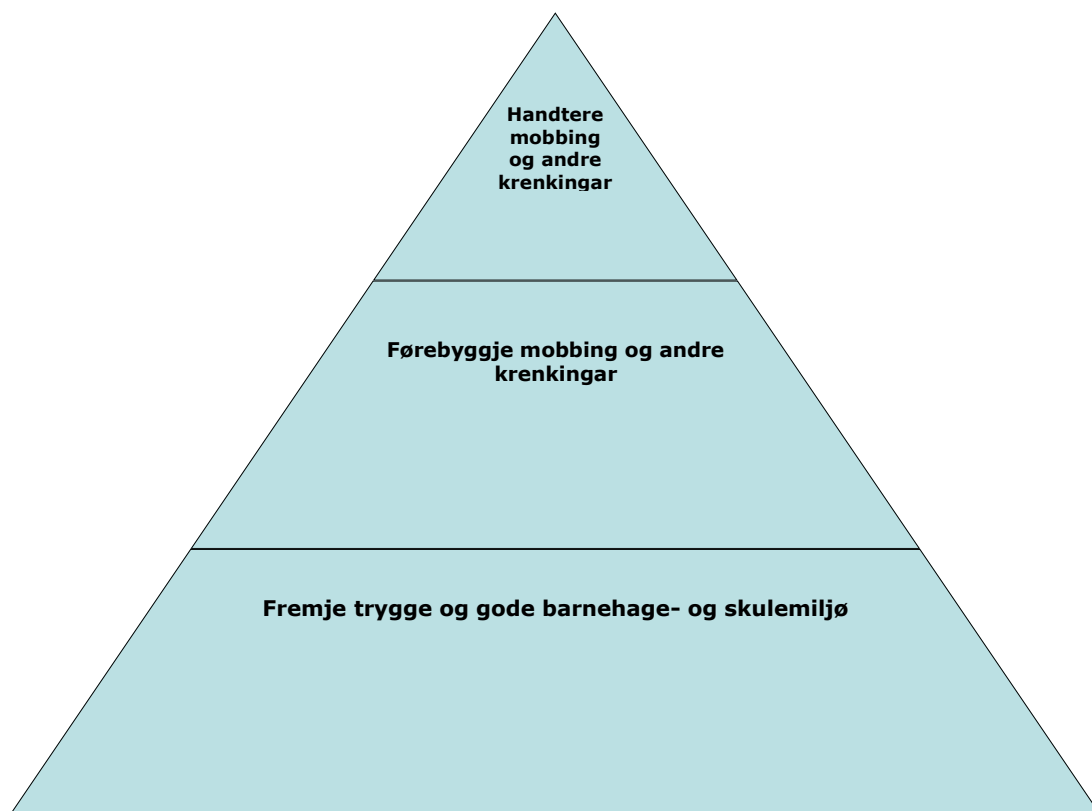 Handtere
mobbing
og andre
krenkingar
Førebyggje mobbing og andre
krenkingar
Fremje trygge og gode barnehage- og skulemiljø